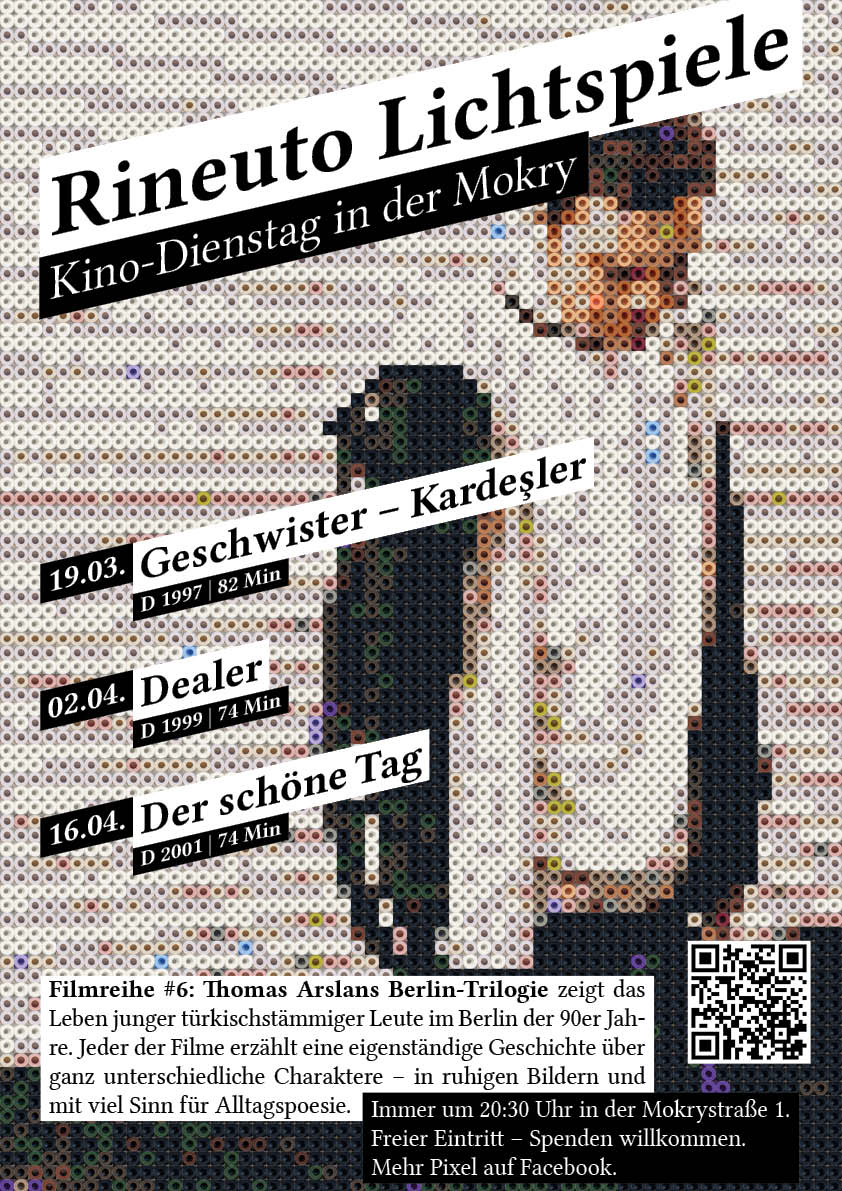 Rineuto Lichtspiele
Kino-Dienstag in der Mokry
19.03. Geschwister – Kardeşler
D 1997 | 82 Min
02.04. Dealer
D 1999 | 74 Min
16.04. Der schöne Tag
D 2001 | 74 Min
Filmreihe #6: Thomas Arslans Berlin-Trilogie zeigt das
Leben junger türkischstämmiger Leute im Berlin der 90er Jah-
re. Jeder der Filme erzählt eine eigenständige Geschichte über
ganz unterschiedliche Charaktere – in ruhigen Bildern und
mit viel Sinn für Alltagspoesie.
Immer um 20:30 Uhr in der Mokrystraße 1.
Freier Eintritt – Spenden willkommen.
Mehr Pixel auf Facebook.